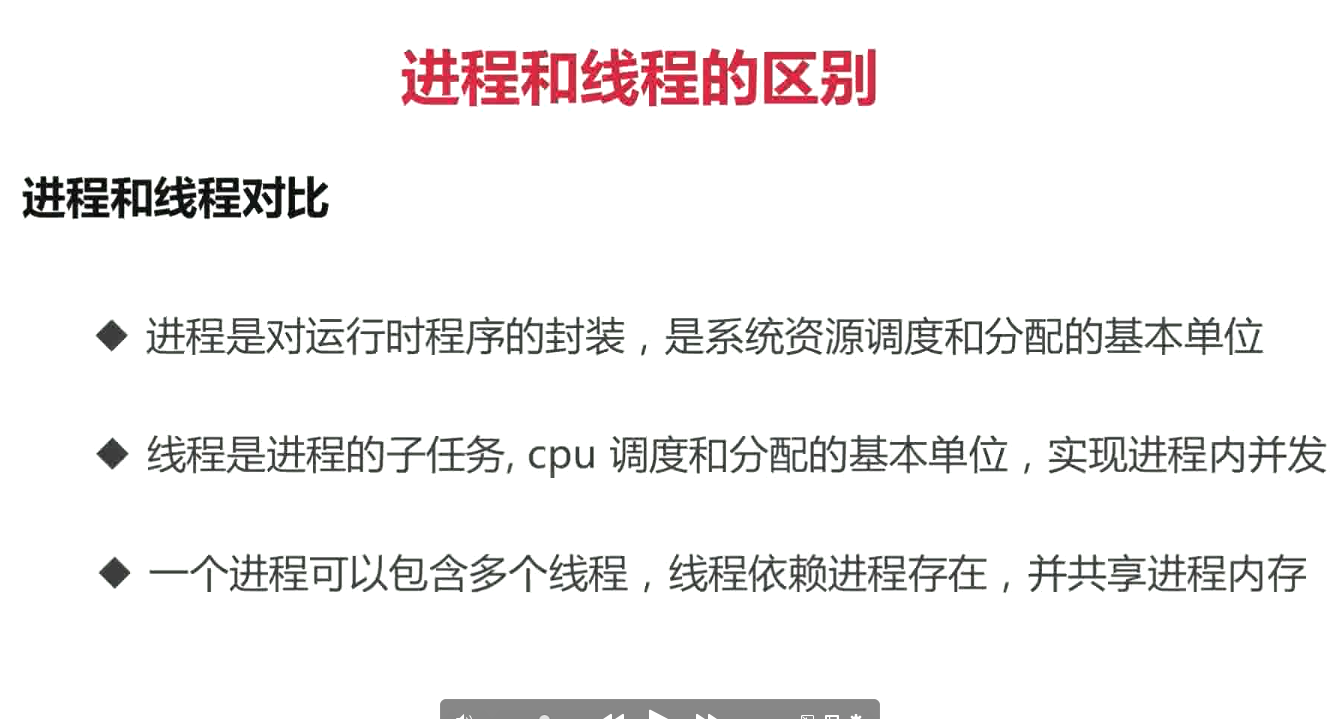 进程和线程的区别
进程和线程对比
◆ 进程是对运行时程序的封装，是系统资源调度和分配的基本单位
◆ 线程是进程的子任务, cpu 调度和分配的基本单位，实现进程内并发
◆ 一个进程可以包含多个线程，线程依赖进程存在，并共享进程内存